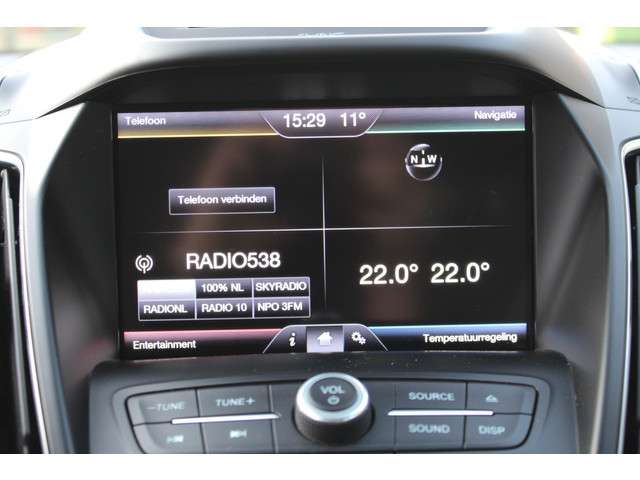 SYNC
Telefoon
15:29 11°
Navigatie
N W
Telefoon verbinden
RADIO538
22.0° 22.0°
100% NL
SKYRADIO
RADIONL
RADIO 10
NPO 3FM
Entertainment
i
Temperatuurregeling
VOL
−TUNE
TUNE+
SOURCE
SOUND
DISP